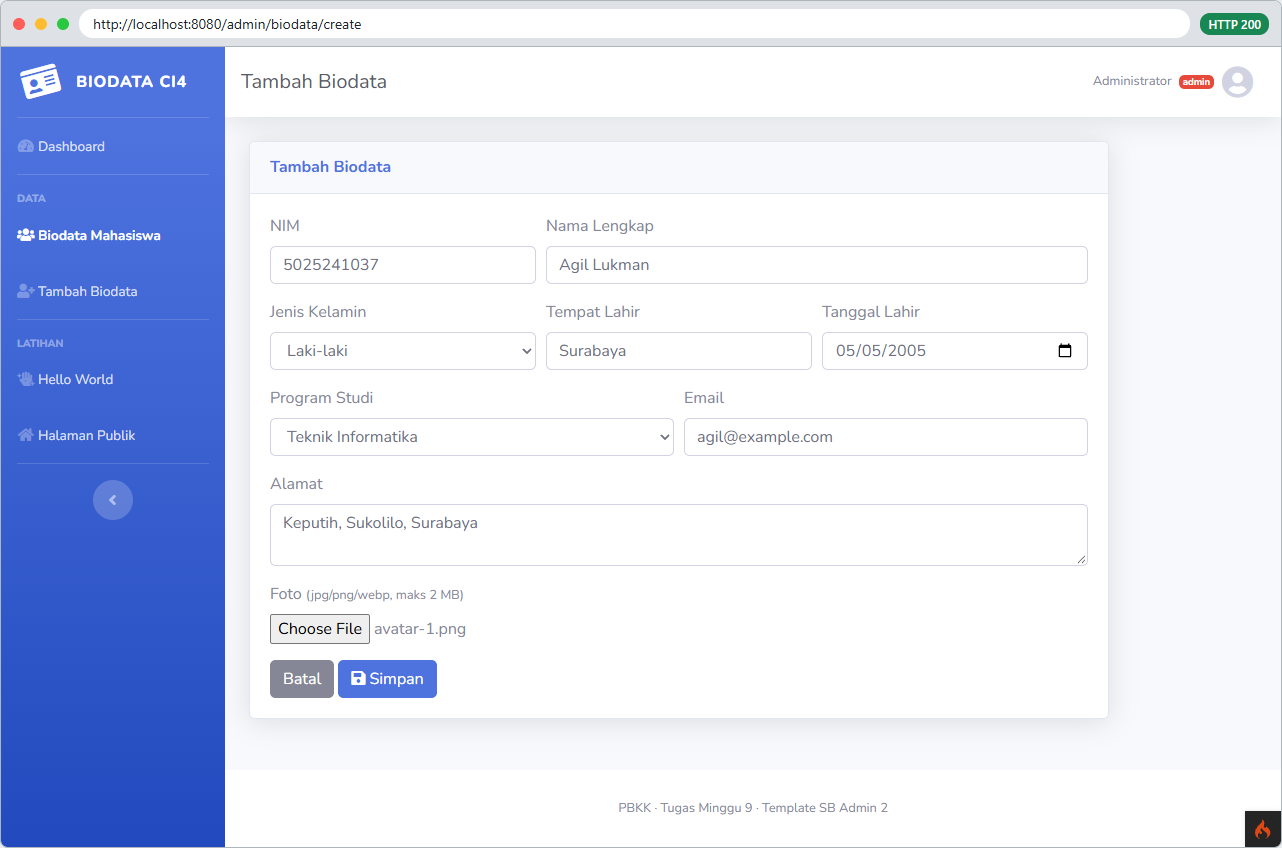 http://localhost:8080/admin/biodata/create
HTTP 200
BIODATA CI4
Dashboard
DATA
Biodata Mahasiswa
Tambah Biodata
LATIHAN
Hello World
Halaman Publik
Tambah Biodata
Administrator admin
Tambah Biodata
NIM Nama Lengkap
5025241037 Agil Lukman
Jenis Kelamin Tempat Lahir Tanggal Lahir
Laki-laki Surabaya 05/05/2005
Program Studi Email
Teknik Informatika agil@example.com
Alamat
Keputih, Sukolilo, Surabaya
Foto (jpg/png/webp, maks 2 MB)
Choose File avatar-1.png
Batal Simpan
PBKK · Tugas Minggu 9 · Template SB Admin 2